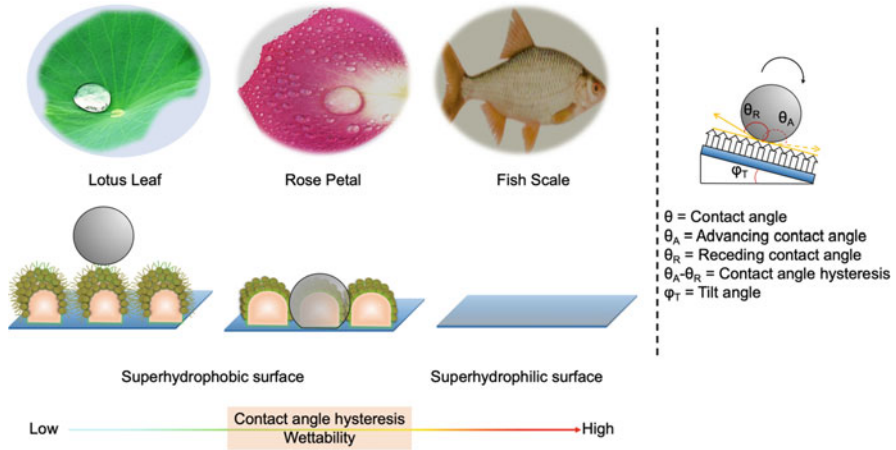 Lotus Leaf
Rose Petal
Fish Scale
Superhydrophobic surface
Superhydrophilic surface
Low
Contact angle hysteresis
Wettability
High
θR
θA
φT
θ = Contact angle
θA = Advancing contact angle
θR = Receding contact angle
θA-θR = Contact angle hysteresis
φT = Tilt angle